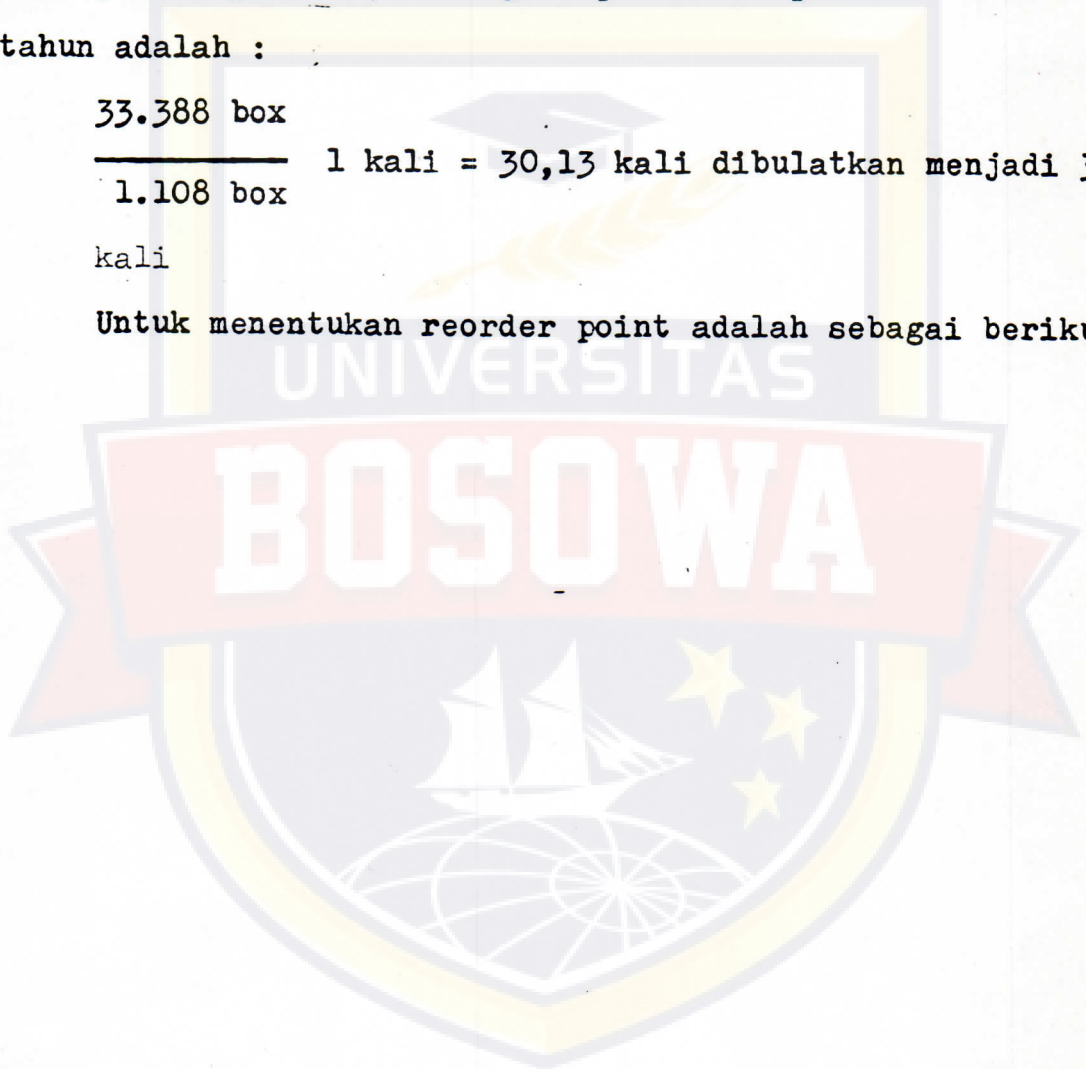 tahun adalah :
33.388 box
1 kali = 30,13 kali dibulatkan menjadi
1.108 box
kali
Untuk menentukan reorder point adalah sebagai
UNIVERSITAS
BOSOWA